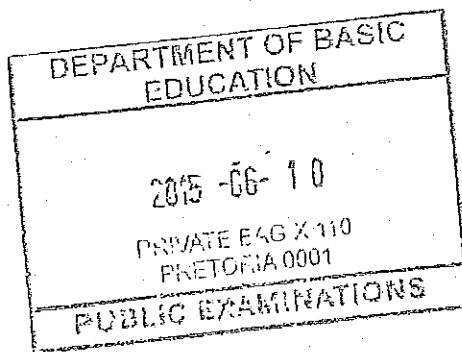 DEPARTMENT OF BASIC
EDUCATION
2015 -06- 10
PRIVATE BAG X 110
PRETORIA 0001
PUBLIC EXAMINATIONS